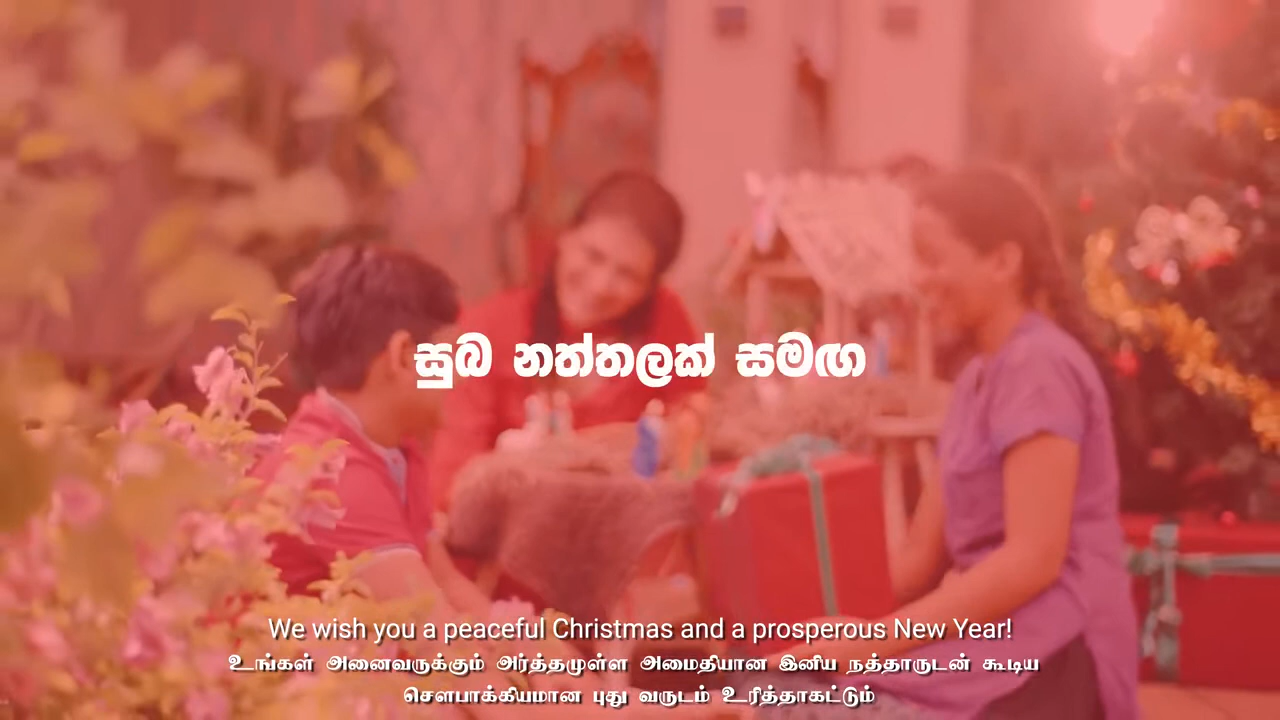 සුබ නත්තලක් සමඟ
We wish you a peaceful Christmas and a prosperous New Year!
உங்கள் அனைவருக்கும் அர்த்தமுள்ள அமைதியான இனிய நத்தாருடன் கூடிய
சௌபாக்கியமான புது வருடம் உரித்தாகட்டும்